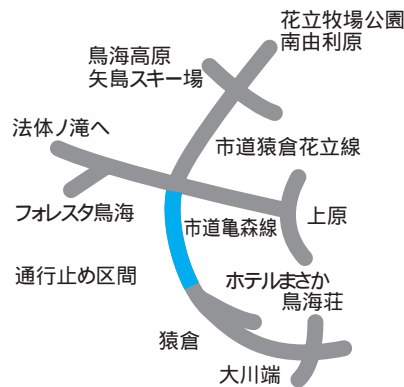 花立牧場公園
南由利原
鳥海高原
矢島スキー場
法体ノ滝へ
市道猿倉花立線
フォレスタ鳥海
市道亀森線
上原
通行止め区間
ホテルまさか
鳥海荘
猿倉
大川端